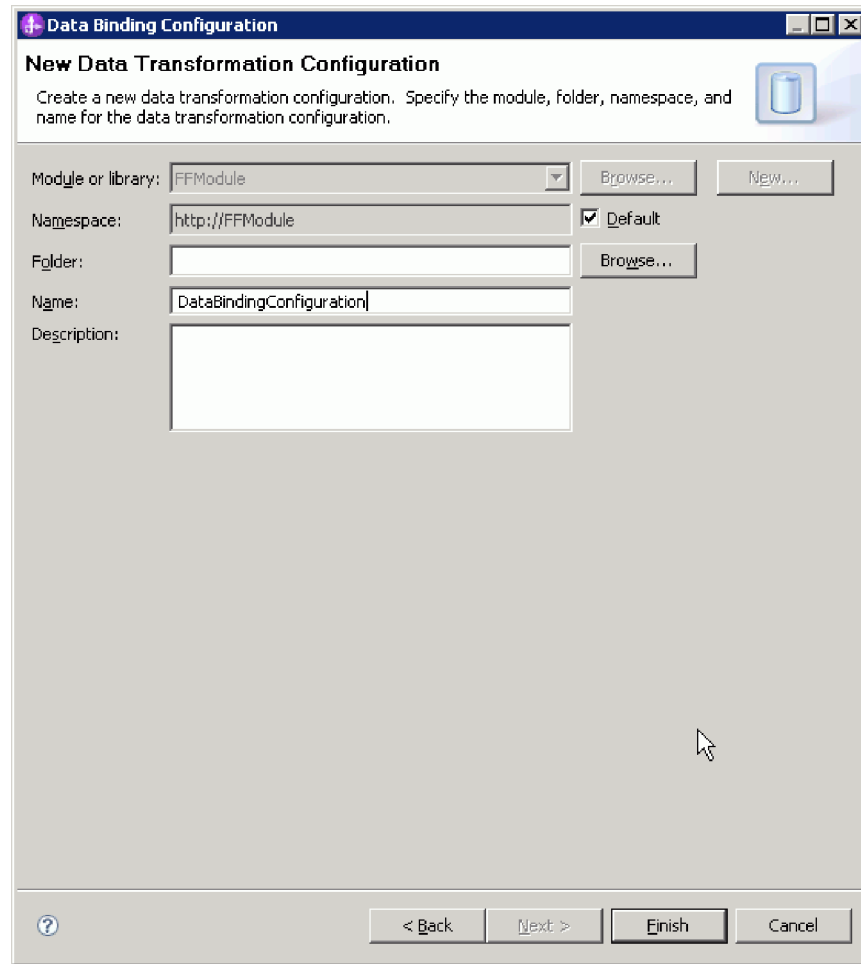 Data Binding Configuration
New Data Transformation Configuration
Create a new data transformation configuration. Specify the module, folder, namespace, and
name for the data transformation configuration.
Module or library: FFModule Browse... New...
Namespace: http://FFModule Default
Folder: Browse...
Name: DataBindingConfiguration
Description:
? < Back Next > Finish Cancel